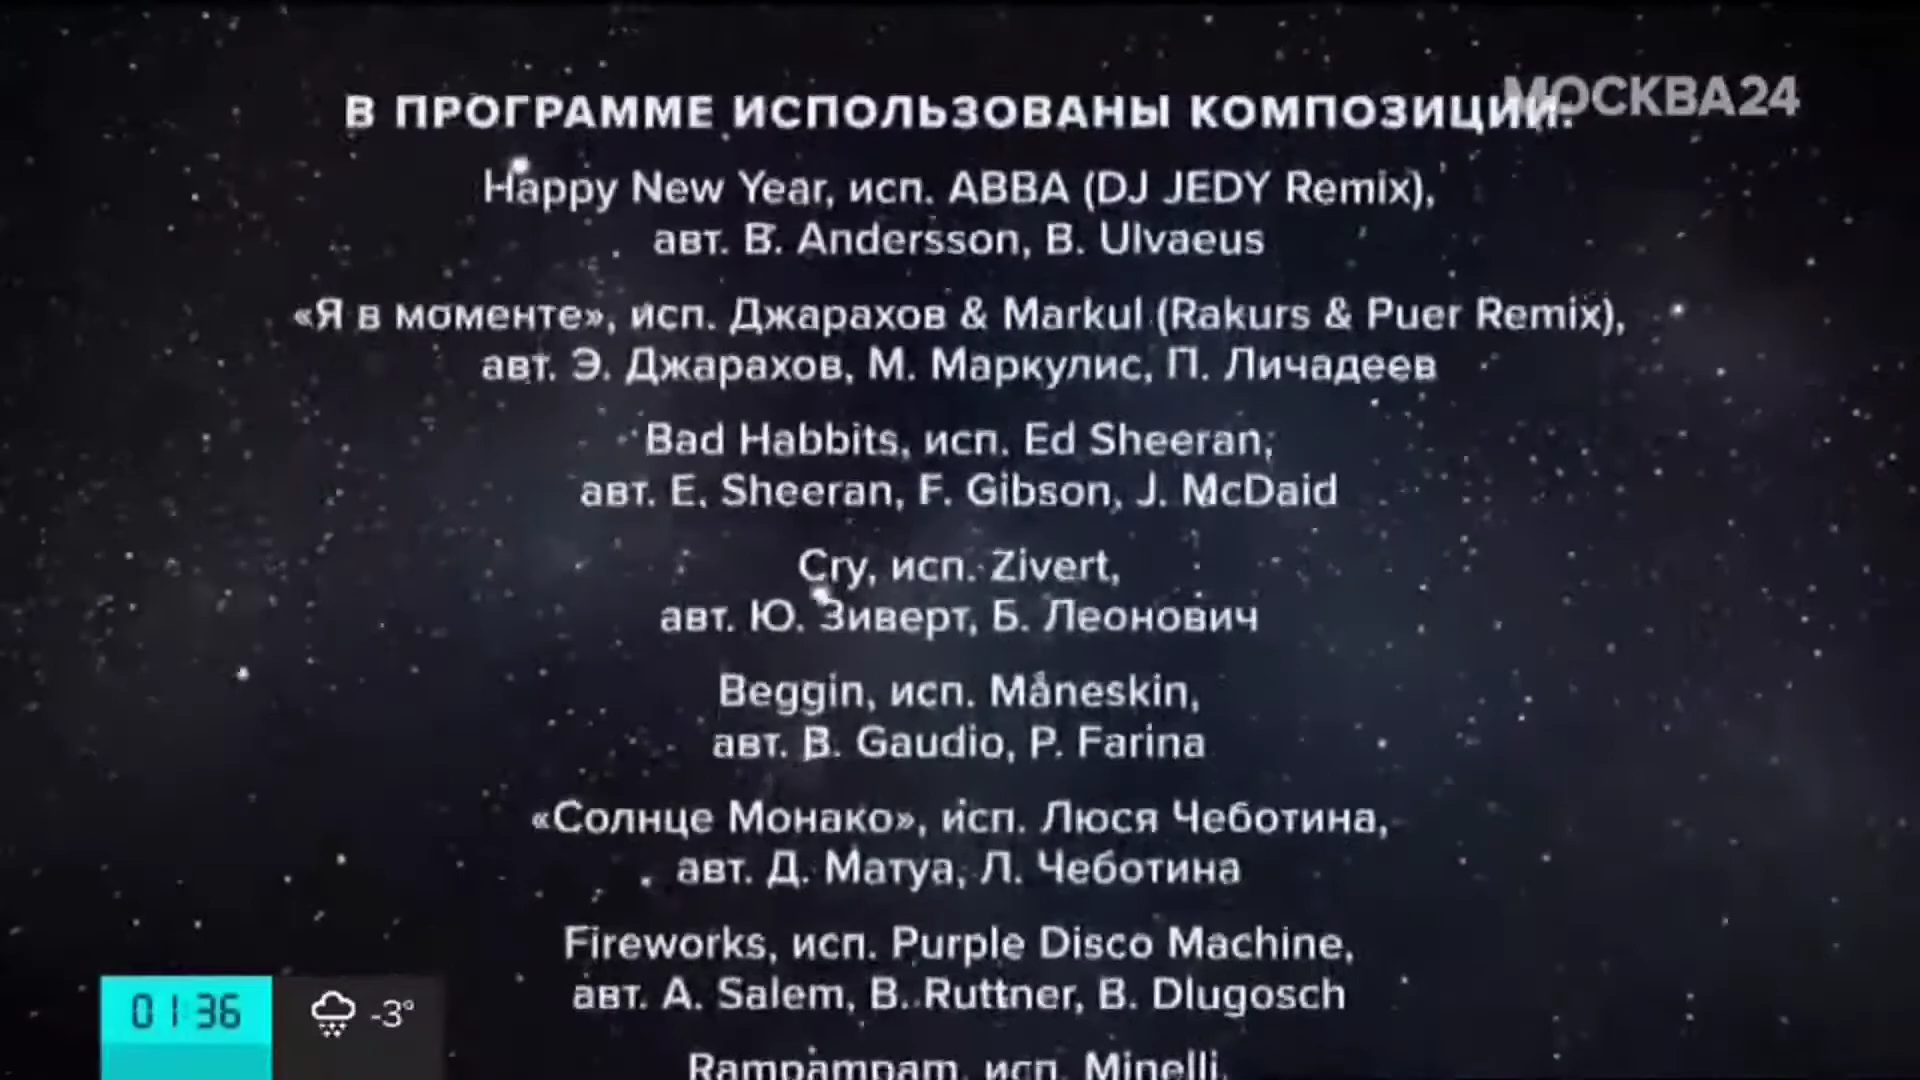 МОСКВА24
В ПРОГРАММЕ ИСПОЛЬЗОВАНЫ КОМПОЗИЦИИ:
Happy New Year, исп. ABBA (DJ JEDY Remix),
авт. B. Andersson, B. Ulvaeus
«Я в моменте», исп. Джарахов & Markul (Rakurs & Puer Remix),
авт. Э. Джарахов, М. Маркулис, П. Личадеев
Bad Habbits, исп. Ed Sheeran,
авт. E. Sheeran, F. Gibson, J. McDaid
Cry, исп. Zivert,
авт. Ю. Зиверт, Б. Леонович
Beggin, исп. Måneskin,
авт. B. Gaudio, P. Farina
«Солнце Монако», исп. Люся Чеботина,
авт. Д. Матуа, Л. Чеботина
Fireworks, исп. Purple Disco Machine,
авт. A. Salem, B. Ruttner, B. Dlugosch
Rampampam, исп. Minelli,
01:36
-3°